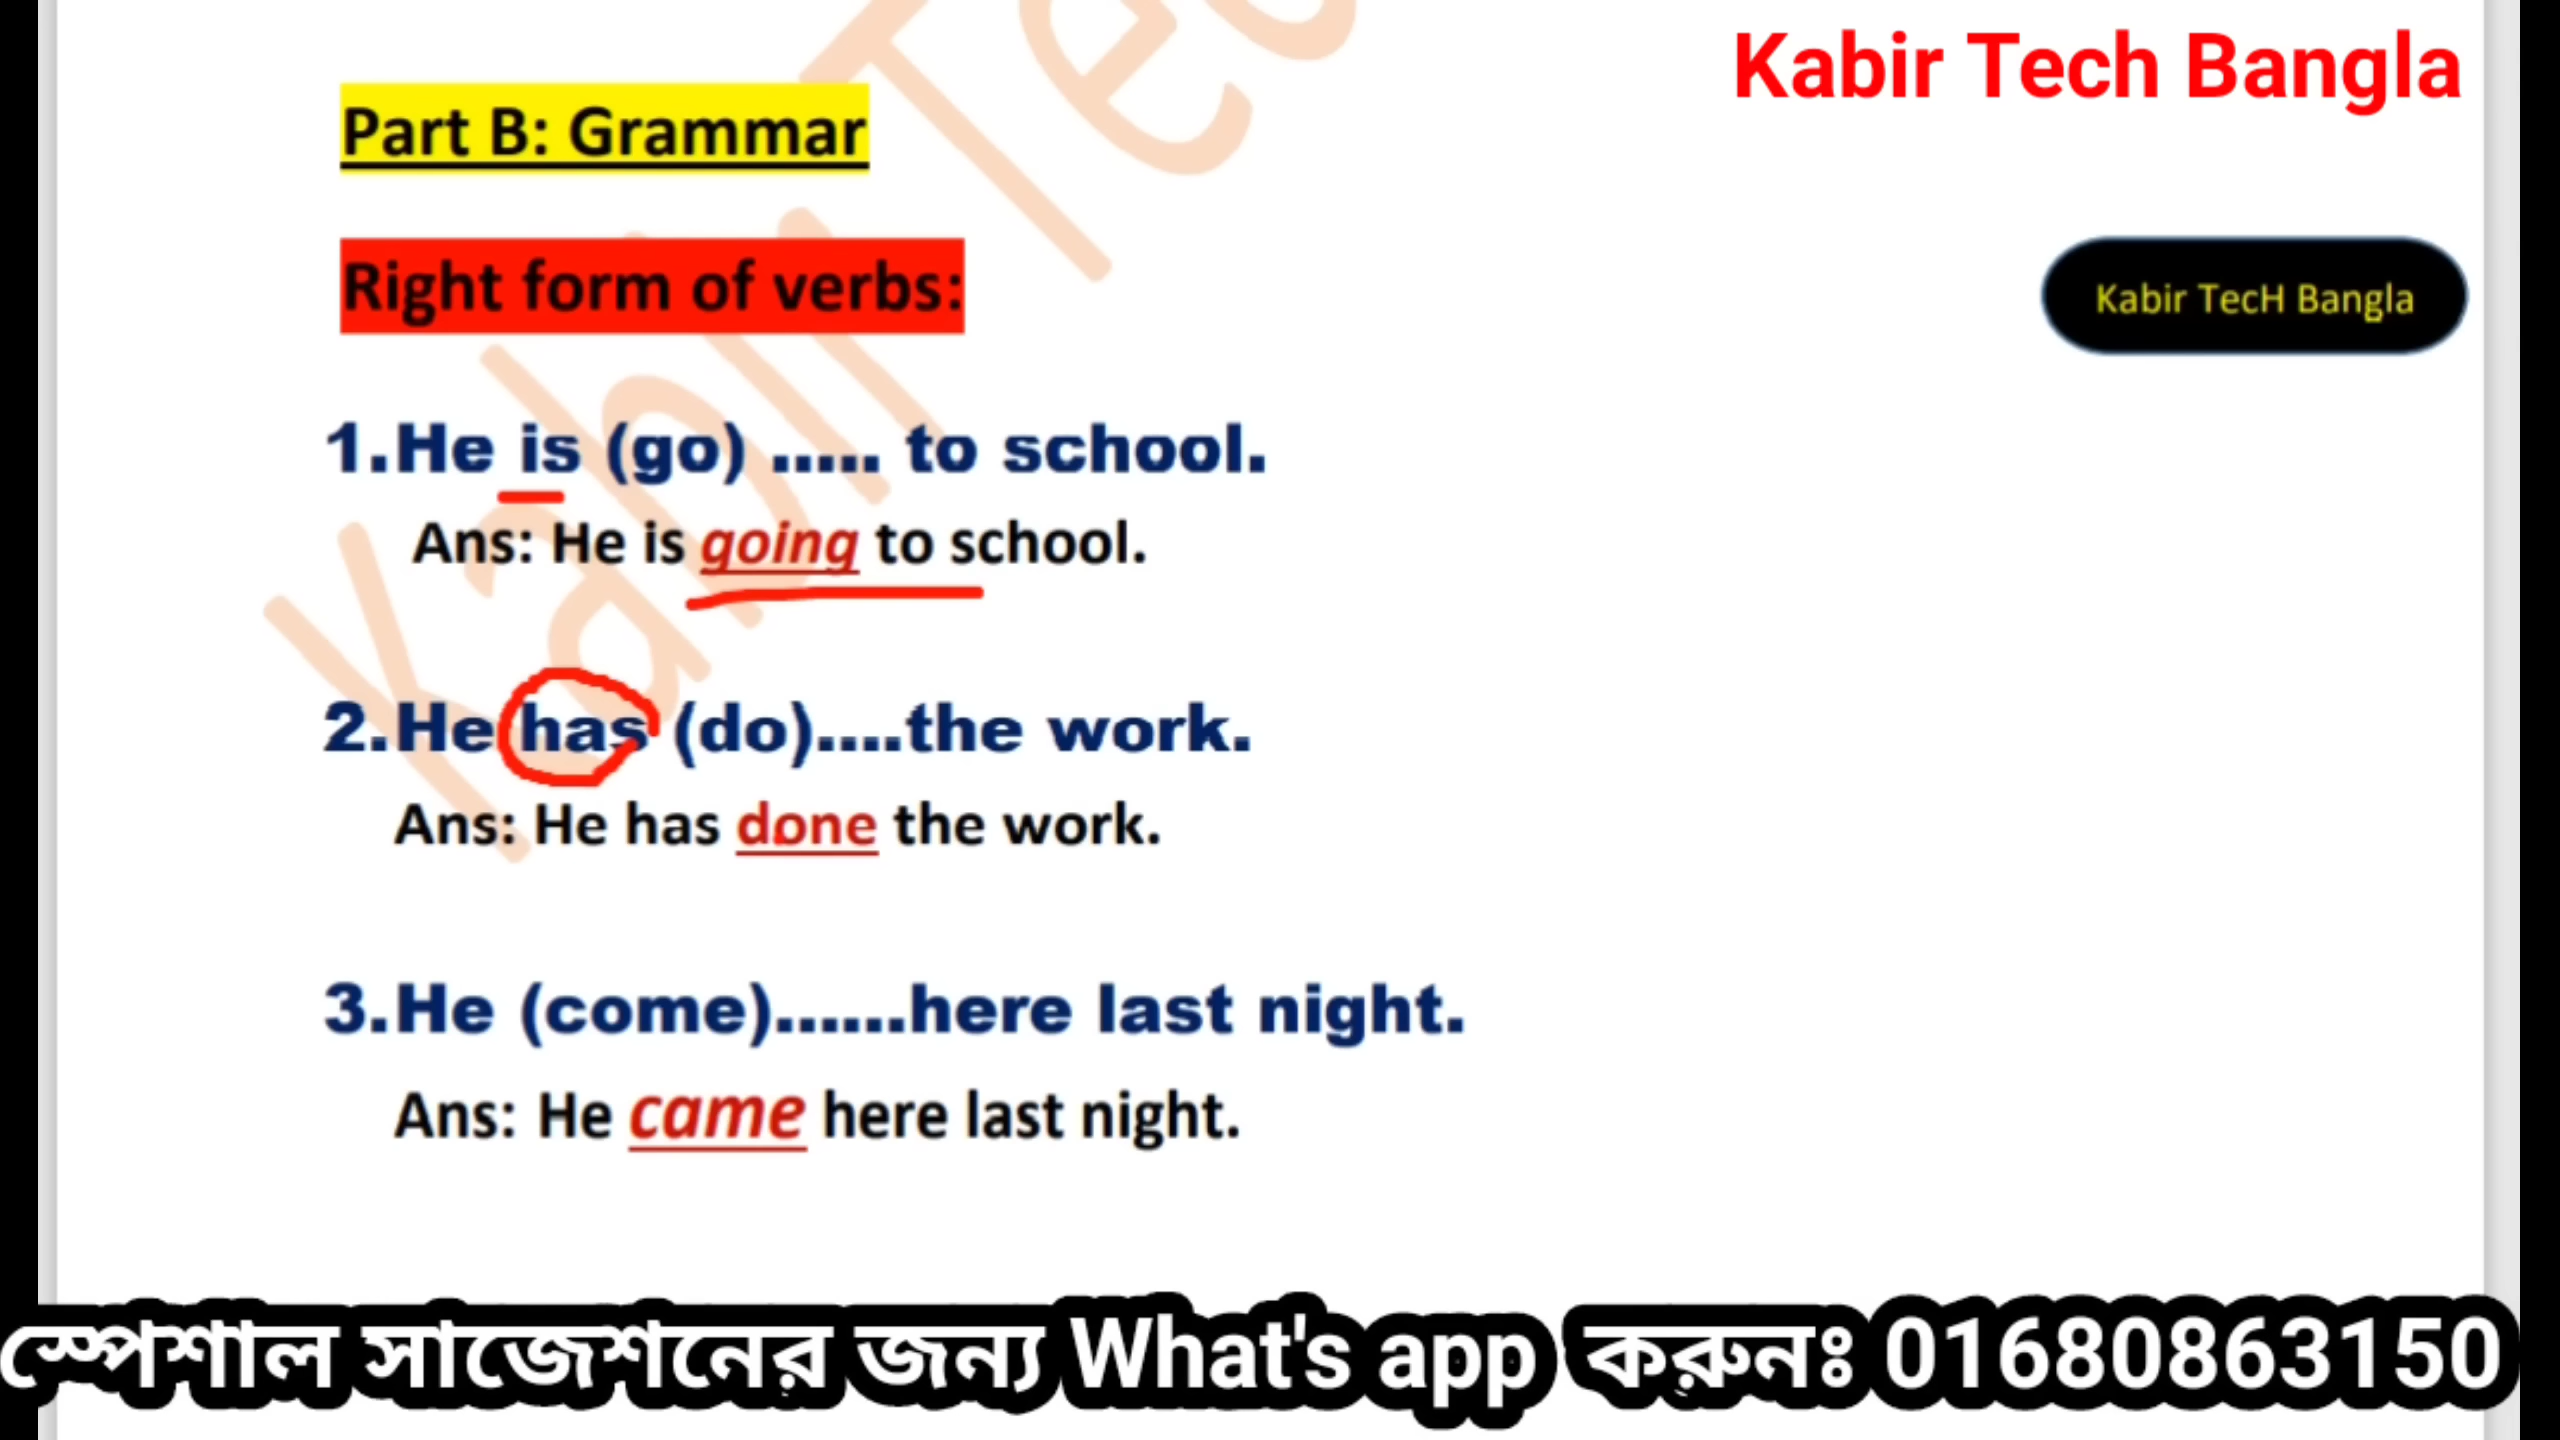 Kabir Tech Bangla
Part B: Grammar
Right form of verbs:
Kabir TecH Bangla
1.He is (go) ..... to school.
Ans: He is going to school.
2.He has (do)....the work.
Ans: He has done the work.
3.He (come)......here last night.
Ans: He came here last night.
Kabir Tec
স্পেশাল সাজেশনের জন্য What's app করুনঃ 01680863150